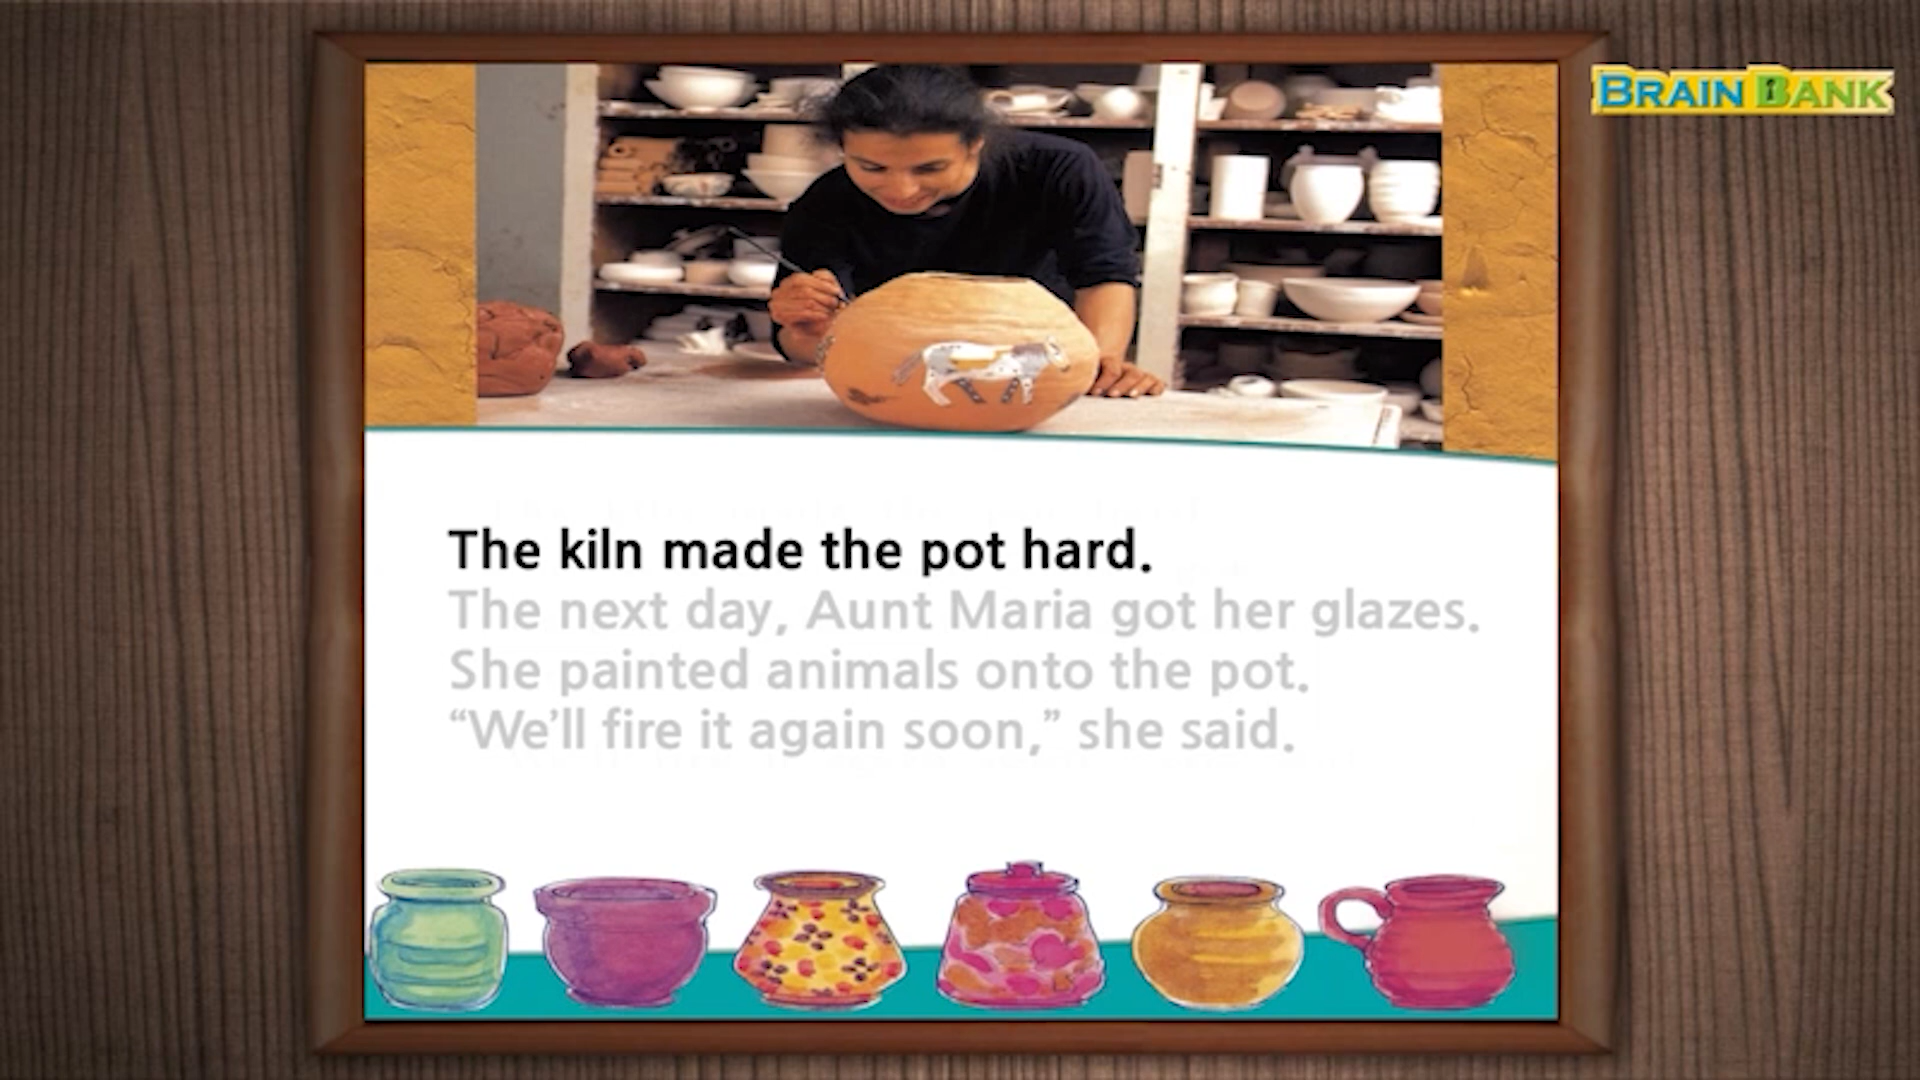 BRAIN BANK
The kiln made the pot hard.
The next day, Aunt Maria got her glazes.
She painted animals onto the pot.
“We’ll fire it again soon,” she said.